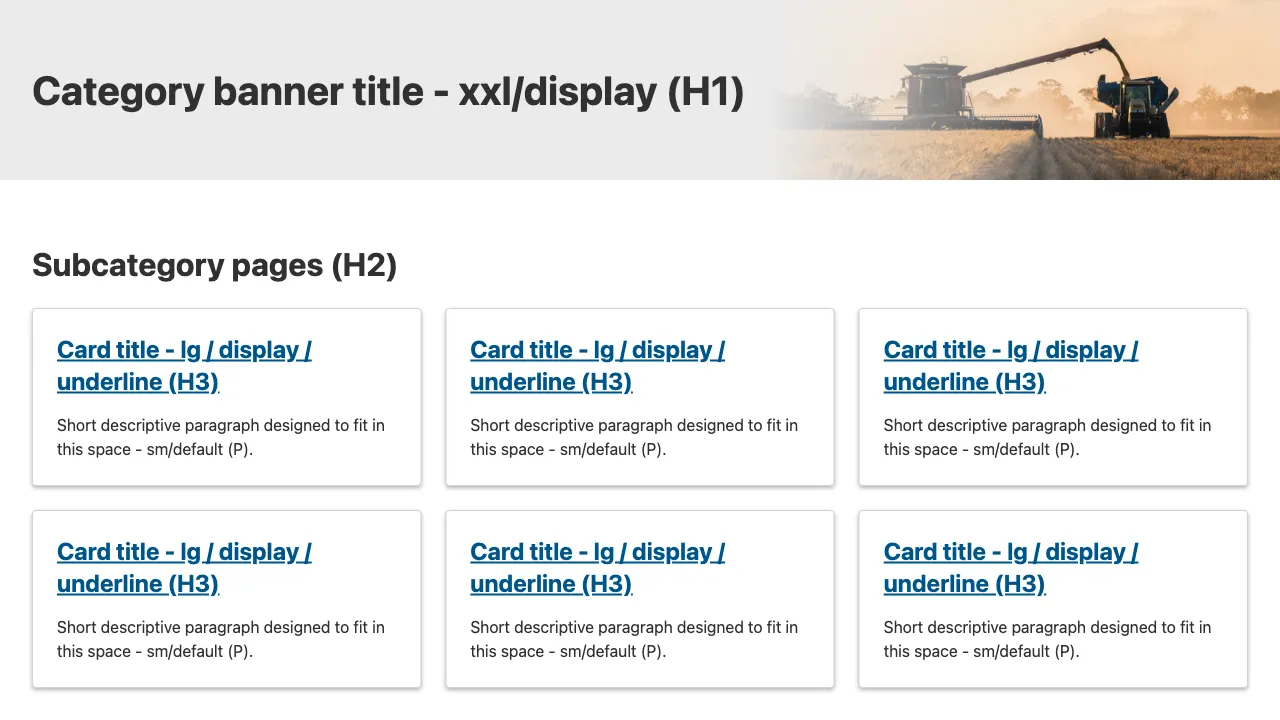 Category banner title - xxl/display (H1)
Subcategory pages (H2)
Card title - lg / display /
underline (H3)
Short descriptive paragraph designed to fit in
this space - sm/default (P).
Card title - lg / display /
underline (H3)
Short descriptive paragraph designed to fit in
this space - sm/default (P).
Card title - lg / display /
underline (H3)
Short descriptive paragraph designed to fit in
this space - sm/default (P).
Card title - lg / display /
underline (H3)
Short descriptive paragraph designed to fit in
this space - sm/default (P).
Card title - lg / display /
underline (H3)
Short descriptive paragraph designed to fit in
this space - sm/default (P).
Card title - lg / display /
underline (H3)
Short descriptive paragraph designed to fit in
this space - sm/default (P).